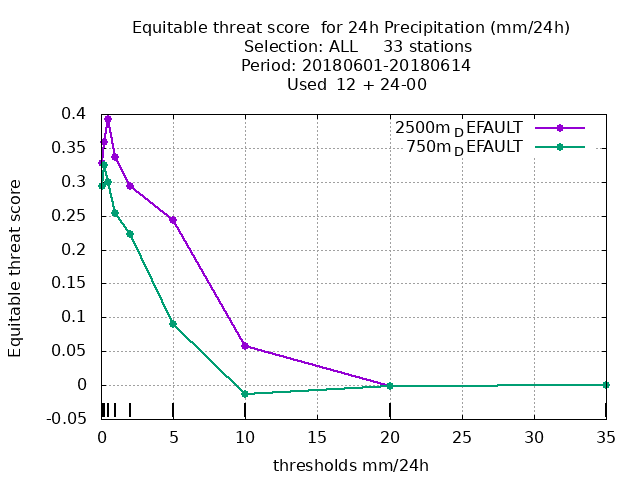 Equitable threat score  for 24h Precipitation (mm/24h)
Selection: ALL     33 stations
Period: 20180601-20180614
Used  12 + 24-00
2500m_DEFAULT
750m_DEFAULT
Equitable threat score
0.4
0.35
0.3
0.25
0.2
0.15
0.1
0.05
0
-0.05
0 5 10 15 20 25 30 35
thresholds mm/24h